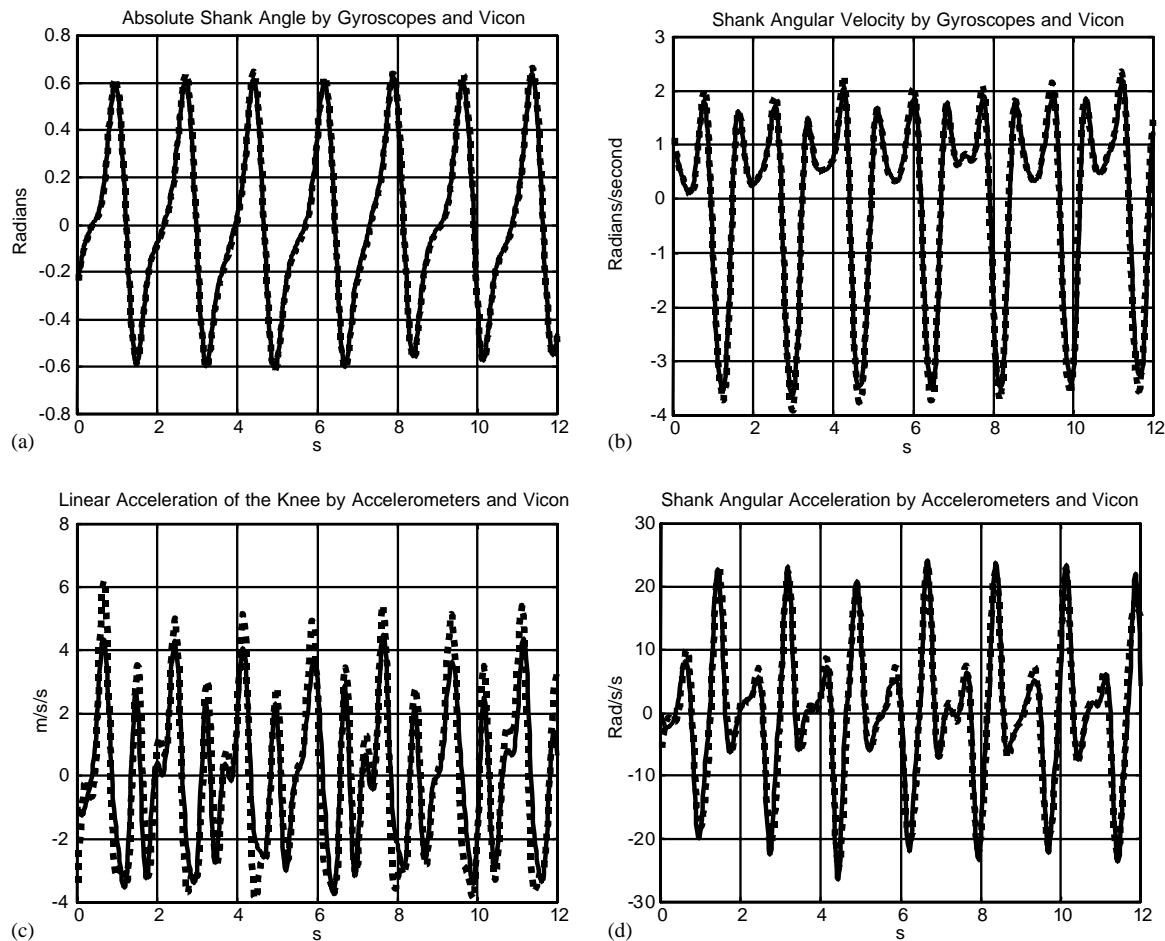 Absolute Shank Angle by Gyroscopes and Vicon
0.8
0.6
0.4
0.2
0
-0.2
-0.4
-0.6
-0.8
Radians
0 2 4 6 8 10 12
s
(a)
Shank Angular Velocity by Gyroscopes and Vicon
3
2
1
0
-1
-2
-3
-4
Radians/second
0 2 4 6 8 10 12
s
(b)
Linear Acceleration of the Knee by Accelerometers and Vicon
8
6
4
2
0
-2
-4
m/s/s
0 2 4 6 8 10 12
s
(c)
Shank Angular Acceleration by Accelerometers and Vicon
30
20
10
0
-10
-20
-30
Rad/s/s
0 2 4 6 8 10 12
s
(d)